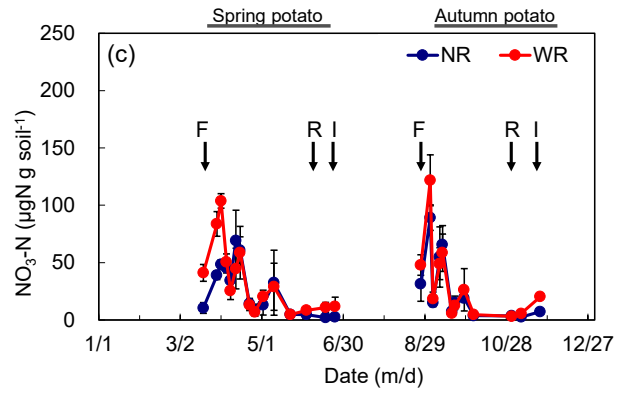 Spring potato Autumn potato
(c)
NR WR
F R I F R I
250
200
150
100
50
0
NO₃-N (µgN g soil⁻¹)
1/1 3/2 5/1 6/30 8/29 10/28 12/27
Date (m/d)